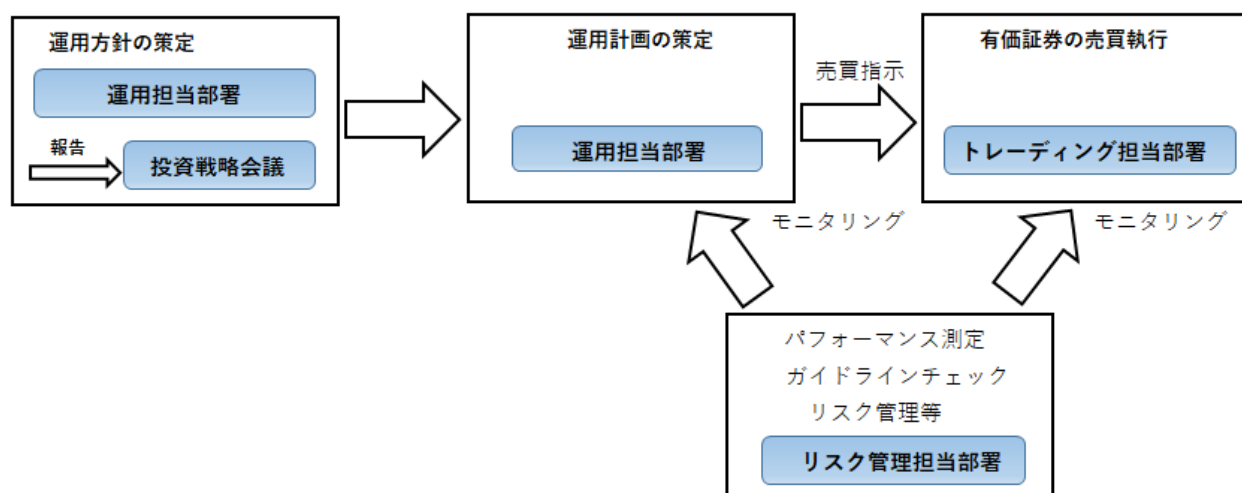 運用方針の策定
運用担当部署
報告
投資戦略会議
運用計画の策定
運用担当部署
売買指示
有価証券の売買執行
トレーディング担当部署
モニタリング
モニタリング
パフォーマンス測定
ガイドラインチェック
リスク管理等
リスク管理担当部署